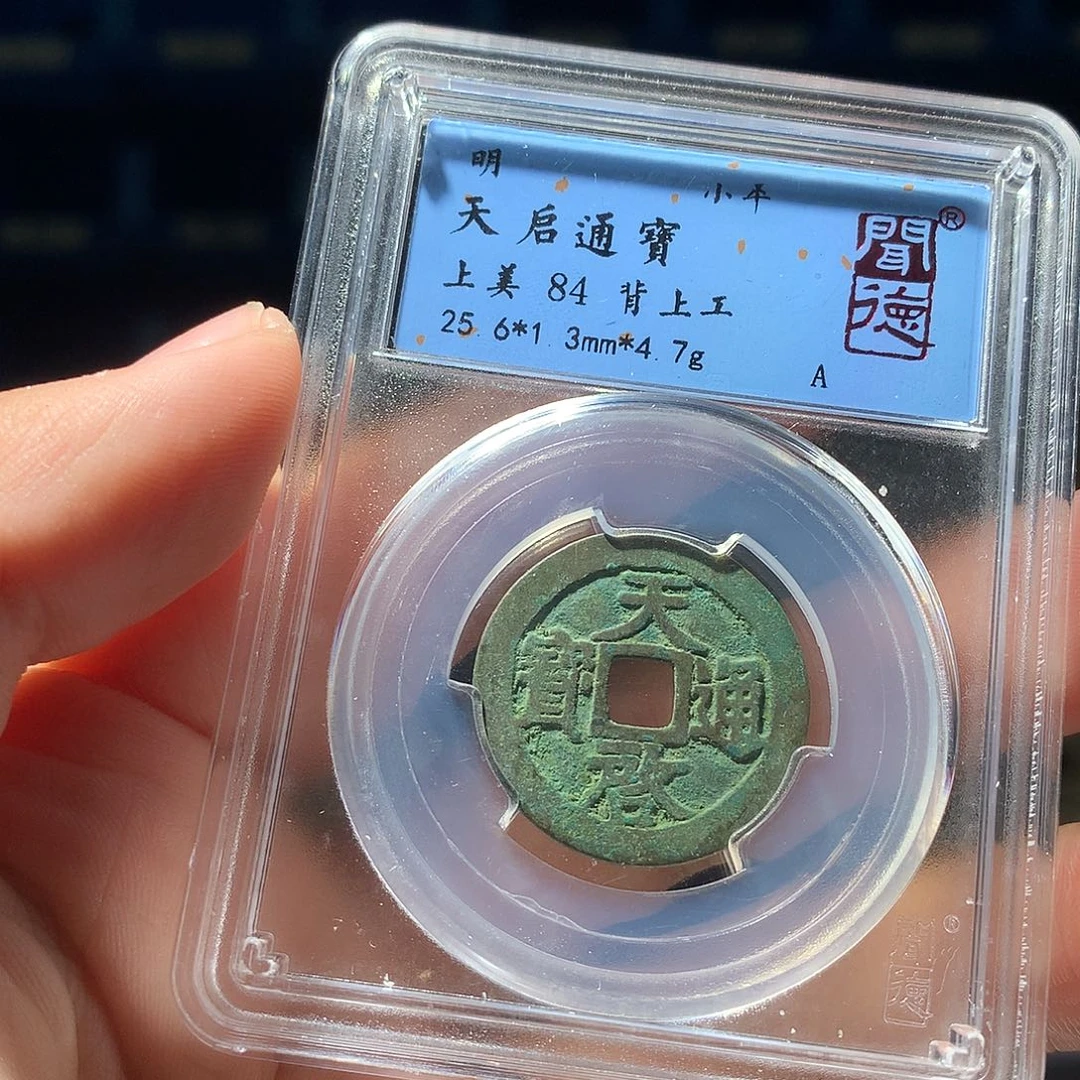 明 小平
天启通寶
上美 84 背上工
25.6*1.3mm*4.7g
A
聞德®
天啟通寶